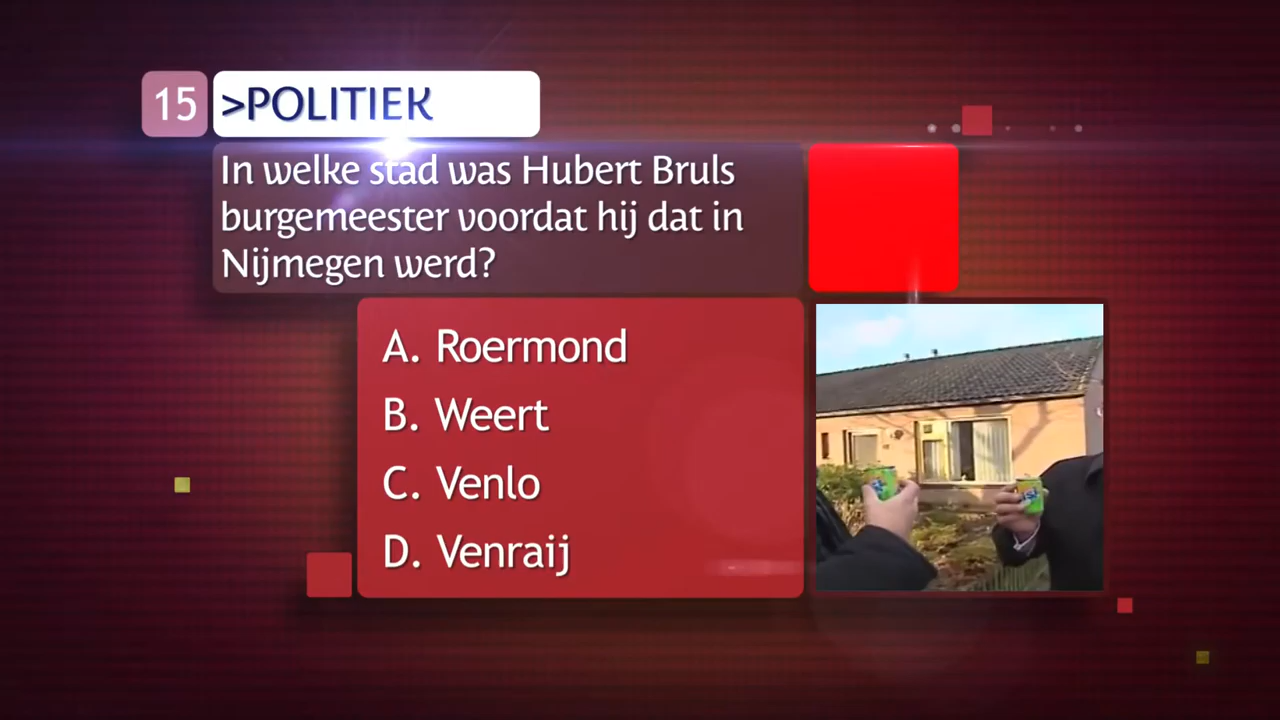 15 >POLITIEK
In welke stad was Hubert Bruls
burgemeester voordat hij dat in
Nijmegen werd?
A. Roermond
B. Weert
C. Venlo
D. Venraij